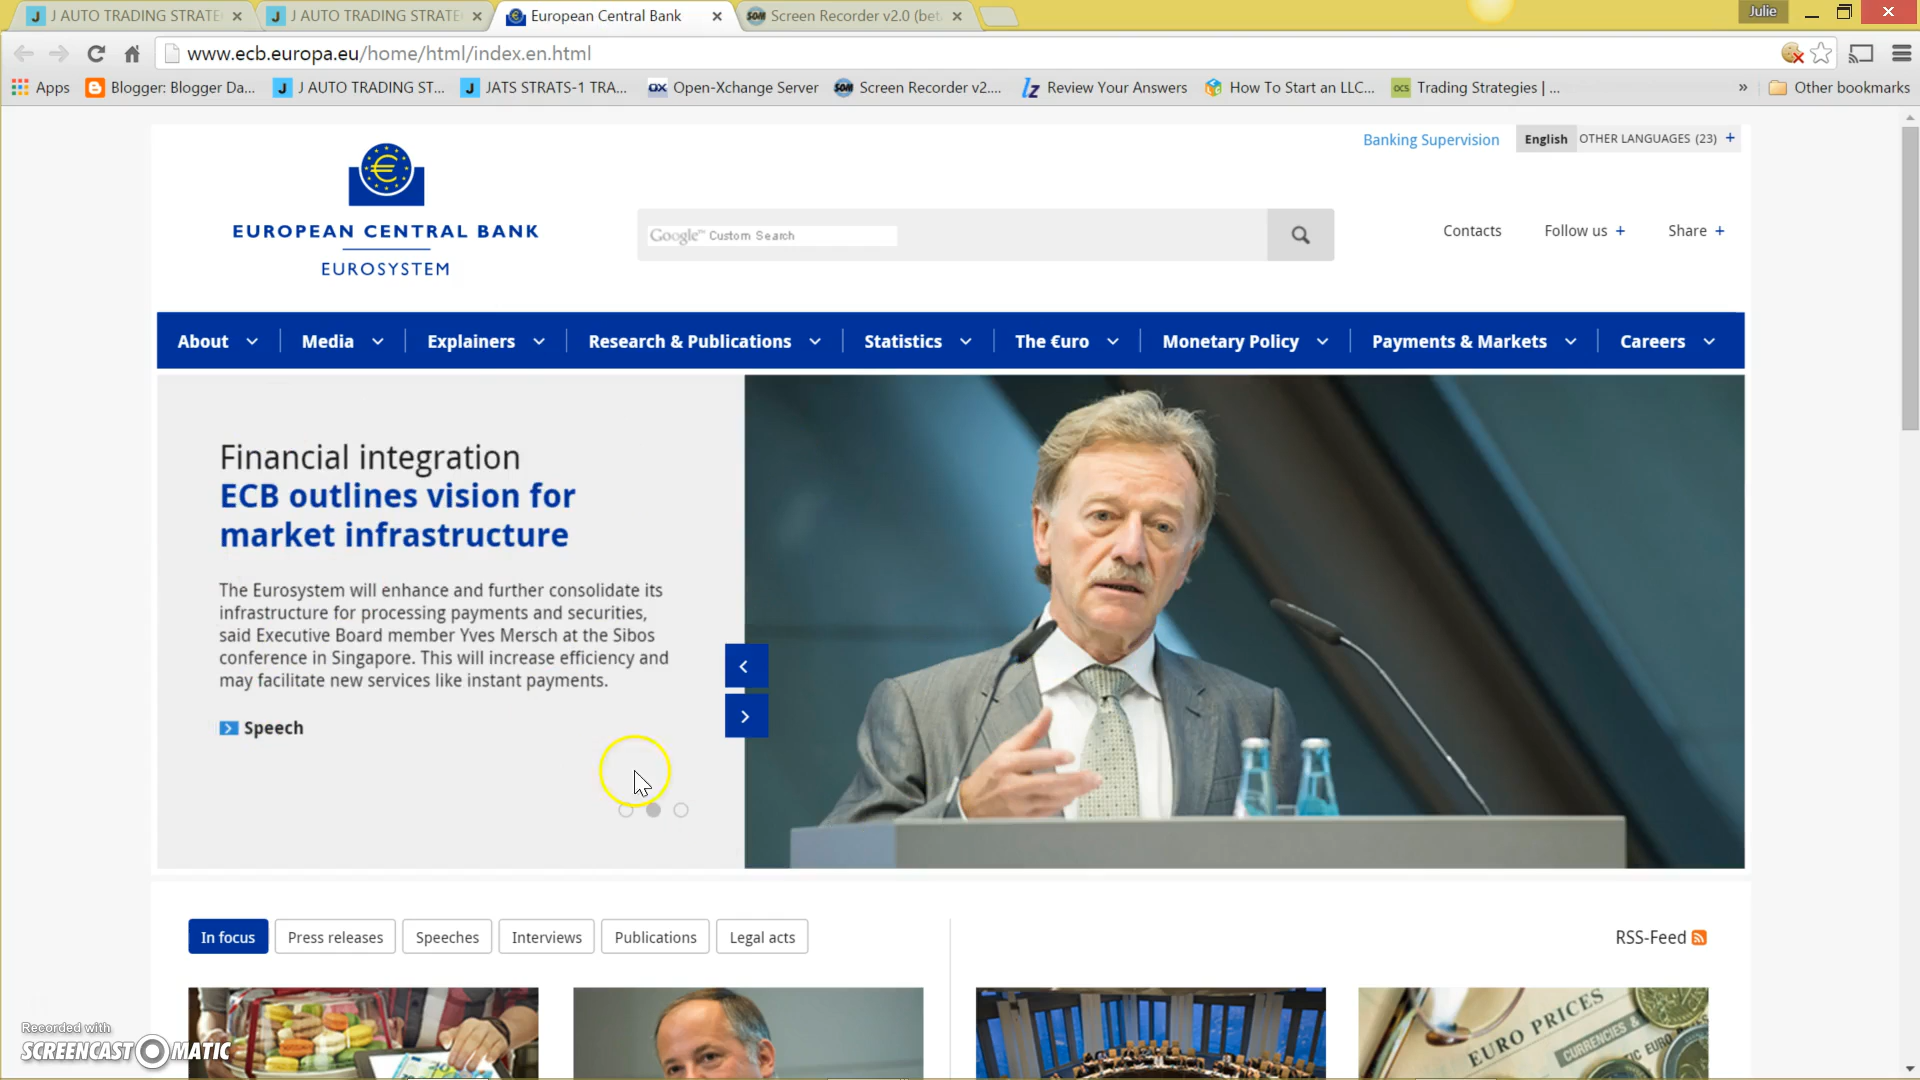 J AUTO TRADING STRATE
J AUTO TRADING STRATE
European Central Bank
Screen Recorder v2.0 (bet
Julie
www.ecb.europa.eu/home/html/index.en.html
Apps
Blogger: Blogger Da...
J AUTO TRADING ST...
JATS STRATS-1 TRA...
Open-Xchange Server
Screen Recorder v2....
Review Your Answers
How To Start an LLC...
Trading Strategies | ...
»
Other bookmarks
Banking Supervision
English
OTHER LANGUAGES (23) +
EUROPEAN CENTRAL BANK
EUROSYSTEM
Google™ Custom Search
Contacts
Follow us +
Share +
About
Media
Explainers
Research & Publications
Statistics
The €uro
Monetary Policy
Payments & Markets
Careers
Financial integration
ECB outlines vision for
market infrastructure
The Eurosystem will enhance and further consolidate its
infrastructure for processing payments and securities,
said Executive Board member Yves Mersch at the Sibos
conference in Singapore. This will increase efficiency and
may facilitate new services like instant payments.
Speech
In focus
Press releases
Speeches
Interviews
Publications
Legal acts
RSS-Feed
EURO PRICES
CURRENCIES &
EURO
Recorded with
SCREENCAST O MATIC